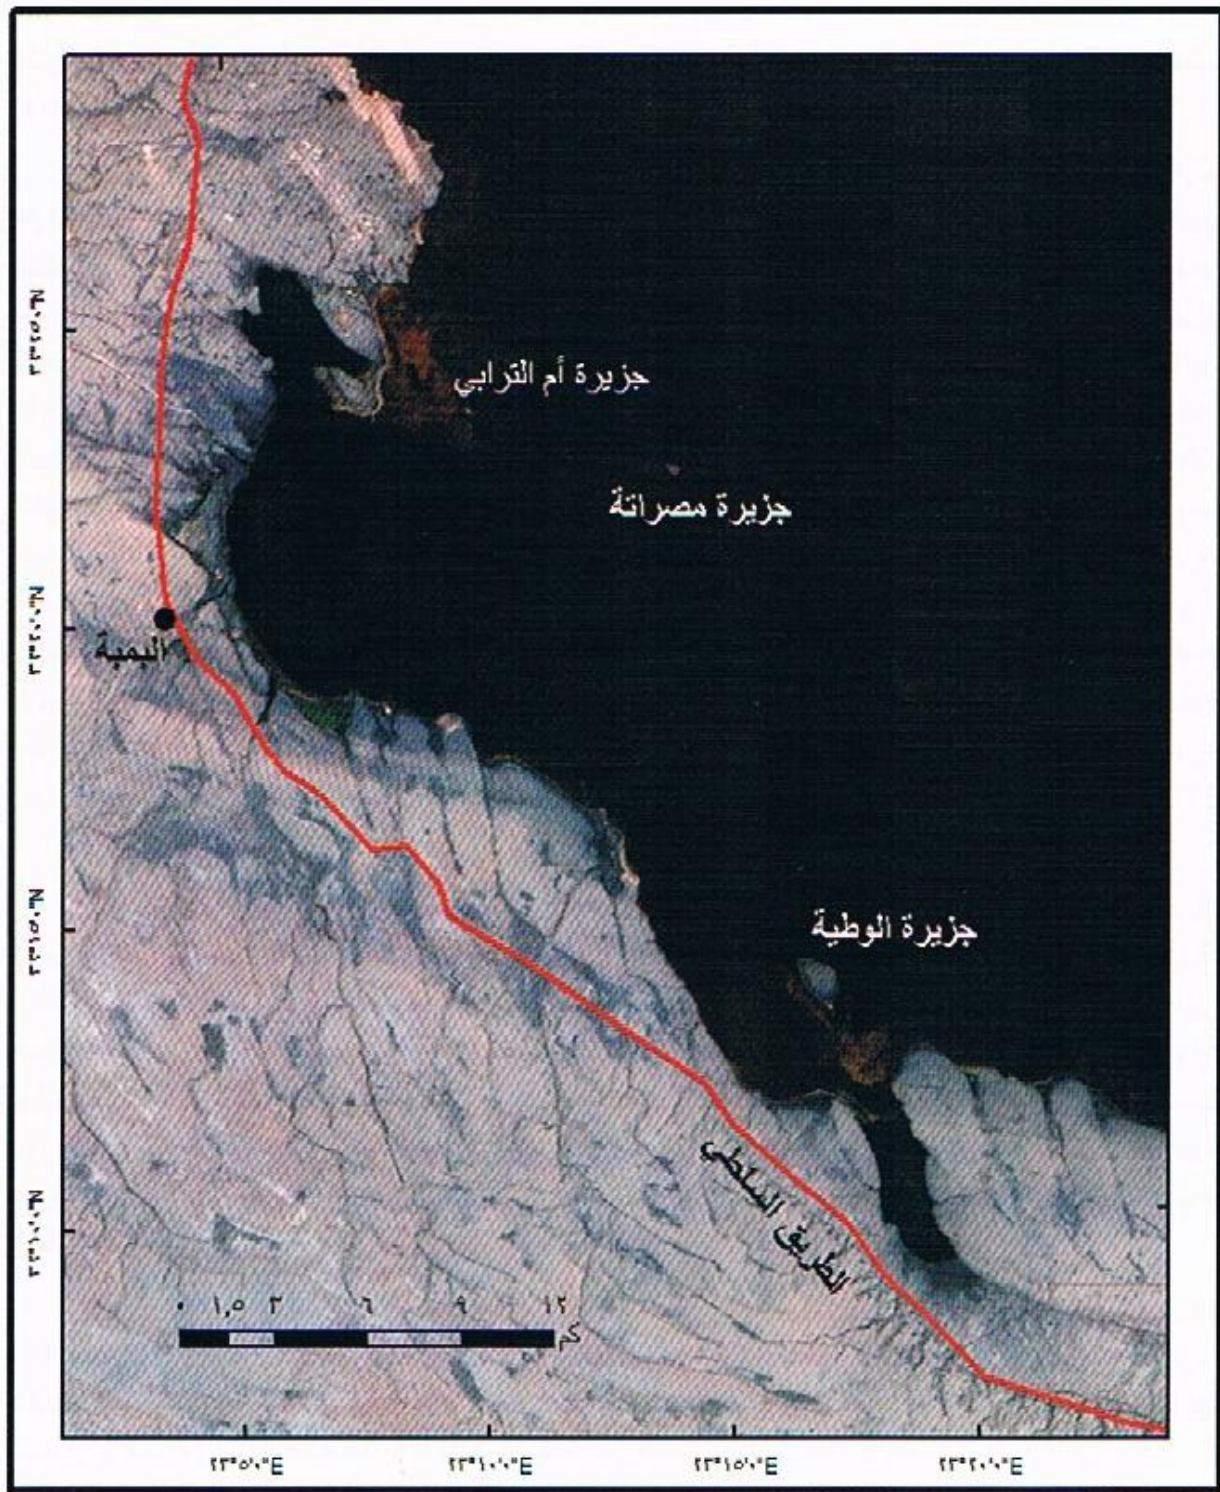 جزيرة أم الترابي
جزيرة مصراتة
البمبة
جزيرة الوطية
الطريق السلطي
٠ ١,٥ ٣ ٦ ٩ ١٢
كم
٢٣°٥'٠"E
٢٣°١٠'٠"E
٢٣°١٥'٠"E
٢٣°٢٠'٠"E